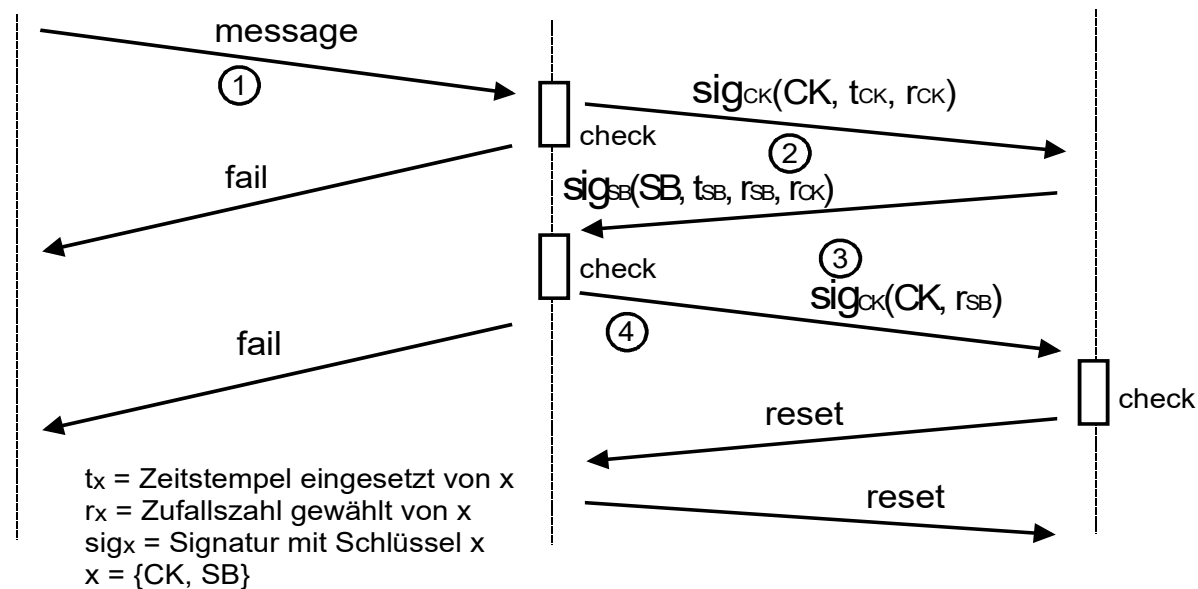 message
1
sigCK(CK, tCK, rCK)
check
2
fail
sigSB(SB, tSB, rSB, rCK)
check
3
sigCK(CK, rSB)
4
fail
check
reset
tx = Zeitstempel eingesetzt von x
reset
rx = Zufallszahl gewählt von x
sigx = Signatur mit Schlüssel x
x = {CK, SB}